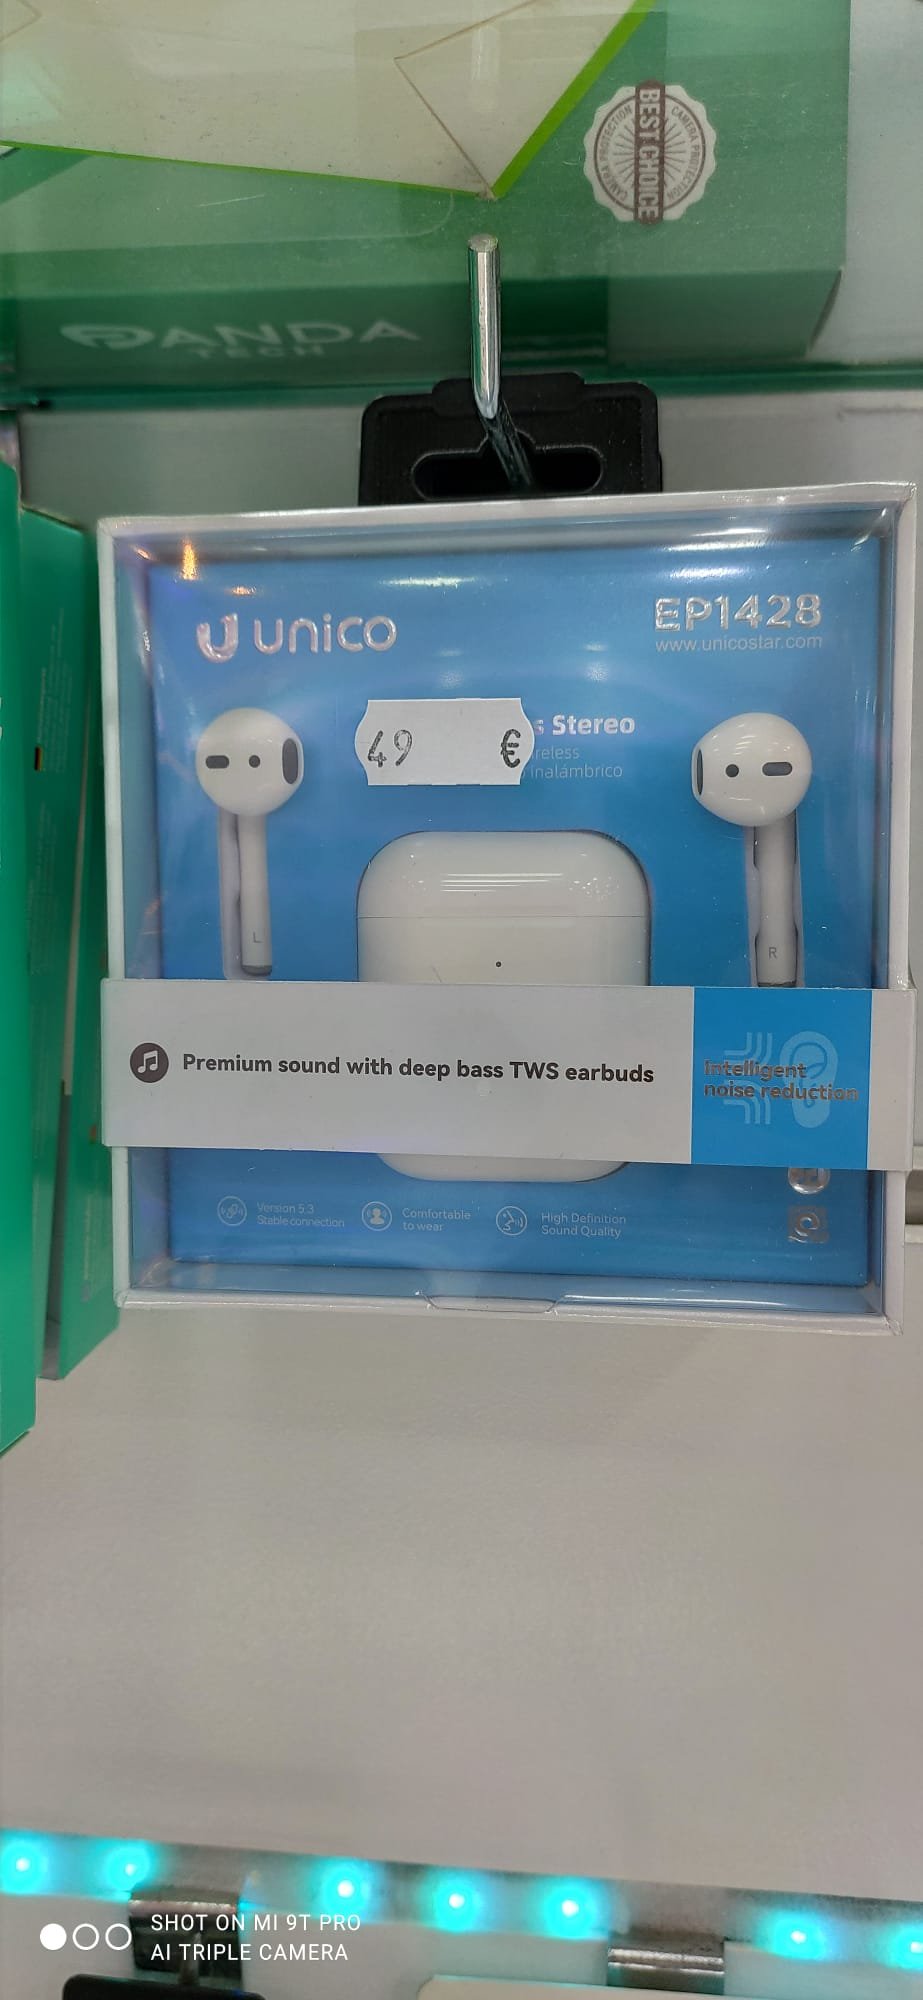 BEST CHOICE
CAMERA PROTECTION
CAMERA PROTECTION
PANDA
TECH
unico
EP1428
www.unicostar.com
49 €
s Stereo
reless
inalámbrico
L
R
Premium sound with deep bass TWS earbuds
Intelligent
noise reduction
Version 5.3
Stable connection
Comfortable
to wear
High Definition
Sound Quality
SHOT ON MI 9T PRO
AI TRIPLE CAMERA